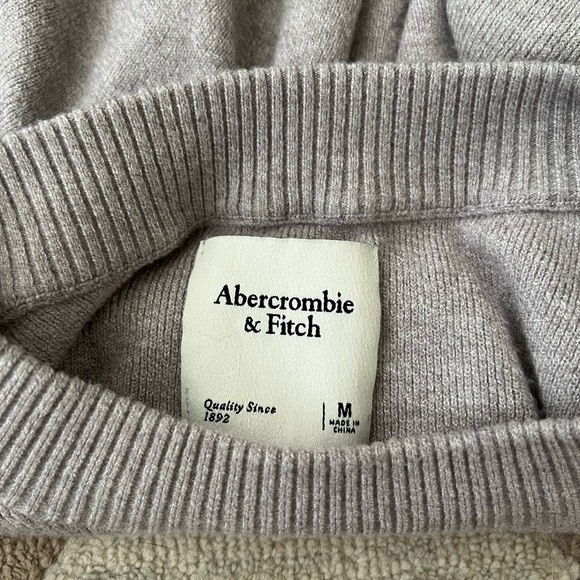 Abercrombie
& Fitch
Quality Since
1892
M
MADE IN
CHINA